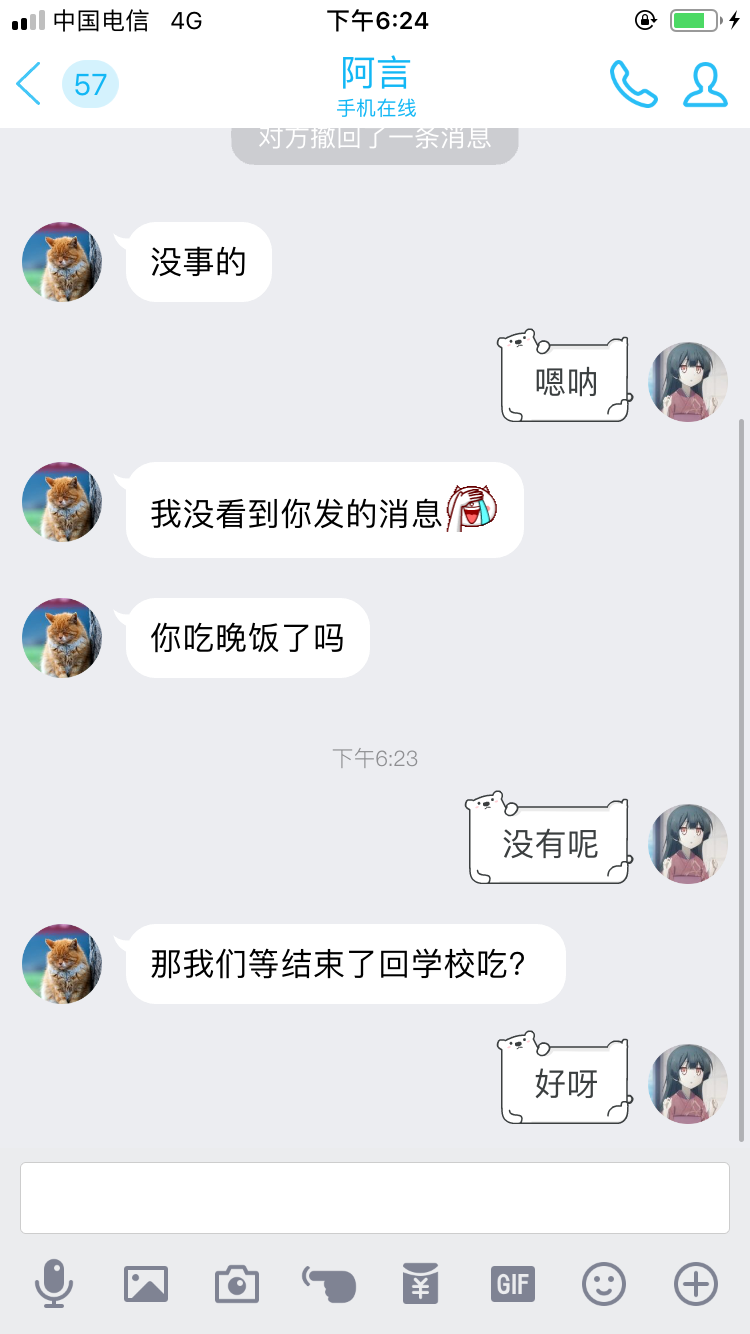 中国电信 4G 下午6:24
57 阿言
手机在线
对方撤回了一条消息
没事的
嗯呐
我没看到你发的消息
你吃晚饭了吗
下午6:23
没有呢
那我们等结束了回学校吃?
好呀
¥ GIF